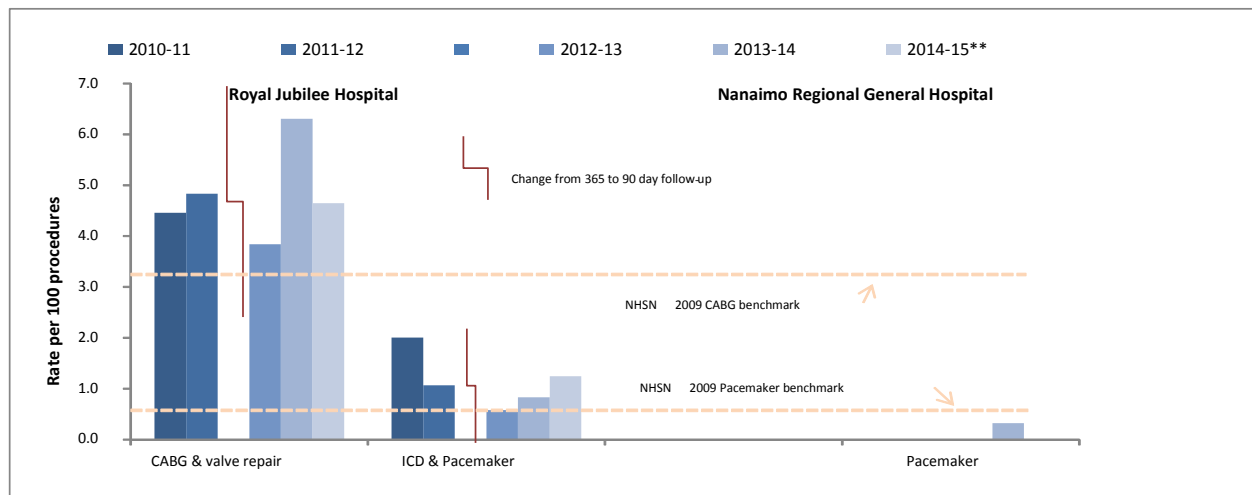 2010-11 2011-12 2012-13 2013-14 2014-15**
7.0
Royal Jubilee Hospital Nanaimo Regional General Hospital
6.0
Change from 365 to 90 day follow-up
5.0
4.0
3.0
NHSN 2009 CABG benchmark
2.0
NHSN 2009 Pacemaker benchmark
1.0
0.0
Rate per 100 procedures
CABG & valve repair ICD & Pacemaker Pacemaker